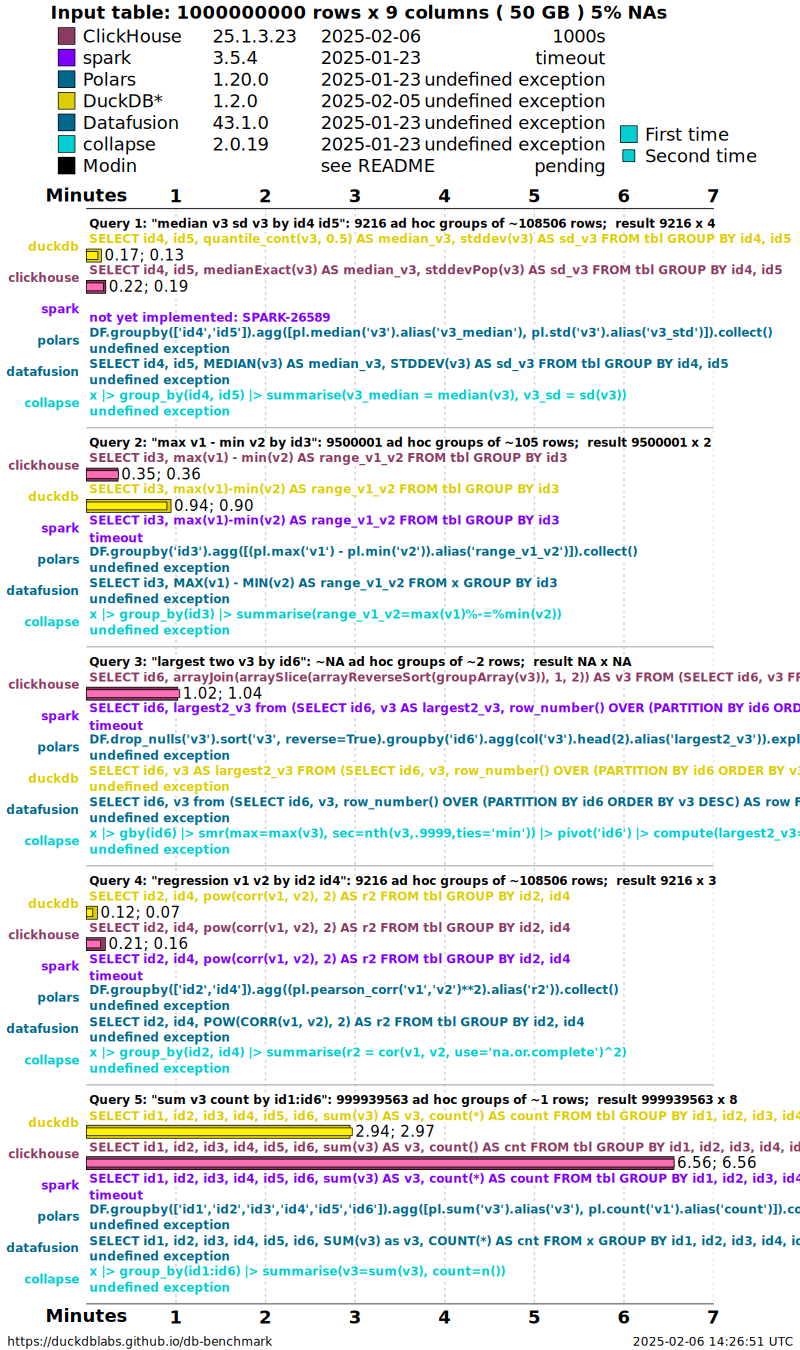 Input table: 1000000000 rows x 9 columns ( 50 GB ) 5% NAs
ClickHouse 25.1.3.23 2025-02-06 1000s
spark 3.5.4 2025-01-23 timeout
Polars 1.20.0 2025-01-23 undefined exception
DuckDB* 1.2.0 2025-02-05 undefined exception
Datafusion 43.1.0 2025-01-23 undefined exception
collapse 2.0.19 2025-01-23 undefined exception
Modin see README pending
First time
Second time
Minutes 1 2 3 4 5 6 7
Query 1: "median v3 sd v3 by id4 id5": 9216 ad hoc groups of ~108506 rows; result 9216 x 4
duckdb SELECT id4, id5, quantile_cont(v3, 0.5) AS median_v3, stddev(v3) AS sd_v3 FROM tbl GROUP BY id4, id5
0.17; 0.13
clickhouse SELECT id4, id5, medianExact(v3) AS median_v3, stddevPop(v3) AS sd_v3 FROM tbl GROUP BY id4, id5
0.22; 0.19
spark
not yet implemented: SPARK-26589
polars DF.groupby(['id4','id5']).agg([pl.median('v3').alias('v3_median'), pl.std('v3').alias('v3_std')]).collect()
undefined exception
datafusion SELECT id4, id5, MEDIAN(v3) AS median_v3, STDDEV(v3) AS sd_v3 FROM tbl GROUP BY id4, id5
undefined exception
collapse x |> group_by(id4, id5) |> summarise(v3_median = median(v3), v3_sd = sd(v3))
undefined exception
Query 2: "max v1 - min v2 by id3": 9500001 ad hoc groups of ~105 rows; result 9500001 x 2
clickhouse SELECT id3, max(v1) - min(v2) AS range_v1_v2 FROM tbl GROUP BY id3
0.35; 0.36
duckdb SELECT id3, max(v1)-min(v2) AS range_v1_v2 FROM tbl GROUP BY id3
0.94; 0.90
spark SELECT id3, max(v1)-min(v2) AS range_v1_v2 FROM tbl GROUP BY id3
timeout
polars DF.groupby('id3').agg([(pl.max('v1') - pl.min('v2')).alias('range_v1_v2')]).collect()
undefined exception
datafusion SELECT id3, MAX(v1) - MIN(v2) AS range_v1_v2 FROM x GROUP BY id3
undefined exception
collapse x |> group_by(id3) |> summarise(range_v1_v2=max(v1)%-=%min(v2))
undefined exception
Query 3: "largest two v3 by id6": ~NA ad hoc groups of ~2 rows; result NA x NA
clickhouse SELECT id6, arrayJoin(arraySlice(arrayReverseSort(groupArray(v3)), 1, 2)) AS v3 FROM (SELECT id6, v3 FR
1.02; 1.04
spark SELECT id6, largest2_v3 from (SELECT id6, v3 AS largest2_v3, row_number() OVER (PARTITION BY id6 ORD
timeout
polars DF.drop_nulls('v3').sort('v3', reverse=True).groupby('id6').agg(col('v3').head(2).alias('largest2_v3')).expl
undefined exception
duckdb SELECT id6, v3 AS largest2_v3 FROM (SELECT id6, v3, row_number() OVER (PARTITION BY id6 ORDER BY v3
undefined exception
datafusion SELECT id6, v3 from (SELECT id6, v3, row_number() OVER (PARTITION BY id6 ORDER BY v3 DESC) AS row F
undefined exception
collapse x |> gby(id6) |> smr(max=max(v3), sec=nth(v3,.9999,ties='min')) |> pivot('id6') |> compute(largest2_v3=
undefined exception
Query 4: "regression v1 v2 by id2 id4": 9216 ad hoc groups of ~108506 rows; result 9216 x 3
duckdb SELECT id2, id4, pow(corr(v1, v2), 2) AS r2 FROM tbl GROUP BY id2, id4
0.12; 0.07
clickhouse SELECT id2, id4, pow(corr(v1, v2), 2) AS r2 FROM tbl GROUP BY id2, id4
0.21; 0.16
spark SELECT id2, id4, pow(corr(v1, v2), 2) AS r2 FROM tbl GROUP BY id2, id4
timeout
polars DF.groupby(['id2','id4']).agg((pl.pearson_corr('v1','v2')**2).alias('r2')).collect()
undefined exception
datafusion SELECT id2, id4, POW(CORR(v1, v2), 2) AS r2 FROM tbl GROUP BY id2, id4
undefined exception
collapse x |> group_by(id2, id4) |> summarise(r2 = cor(v1, v2, use='na.or.complete')^2)
undefined exception
Query 5: "sum v3 count by id1:id6": 999939563 ad hoc groups of ~1 rows; result 999939563 x 8
duckdb SELECT id1, id2, id3, id4, id5, id6, sum(v3) AS v3, count(*) AS count FROM tbl GROUP BY id1, id2, id3, id4
2.94; 2.97
clickhouse SELECT id1, id2, id3, id4, id5, id6, sum(v3) AS v3, count() AS cnt FROM tbl GROUP BY id1, id2, id3, id4, id
6.56; 6.56
spark SELECT id1, id2, id3, id4, id5, id6, sum(v3) AS v3, count(*) AS count FROM tbl GROUP BY id1, id2, id3, id4
timeout
polars DF.groupby(['id1','id2','id3','id4','id5','id6']).agg([pl.sum('v3').alias('v3'), pl.count('v1').alias('count')]).co
undefined exception
datafusion SELECT id1, id2, id3, id4, id5, id6, SUM(v3) as v3, COUNT(*) AS cnt FROM x GROUP BY id1, id2, id3, id4, id
undefined exception
collapse x |> group_by(id1:id6) |> summarise(v3=sum(v3), count=n())
undefined exception
Minutes 1 2 3 4 5 6 7
https://duckdblabs.github.io/db-benchmark 2025-02-06 14:26:51 UTC